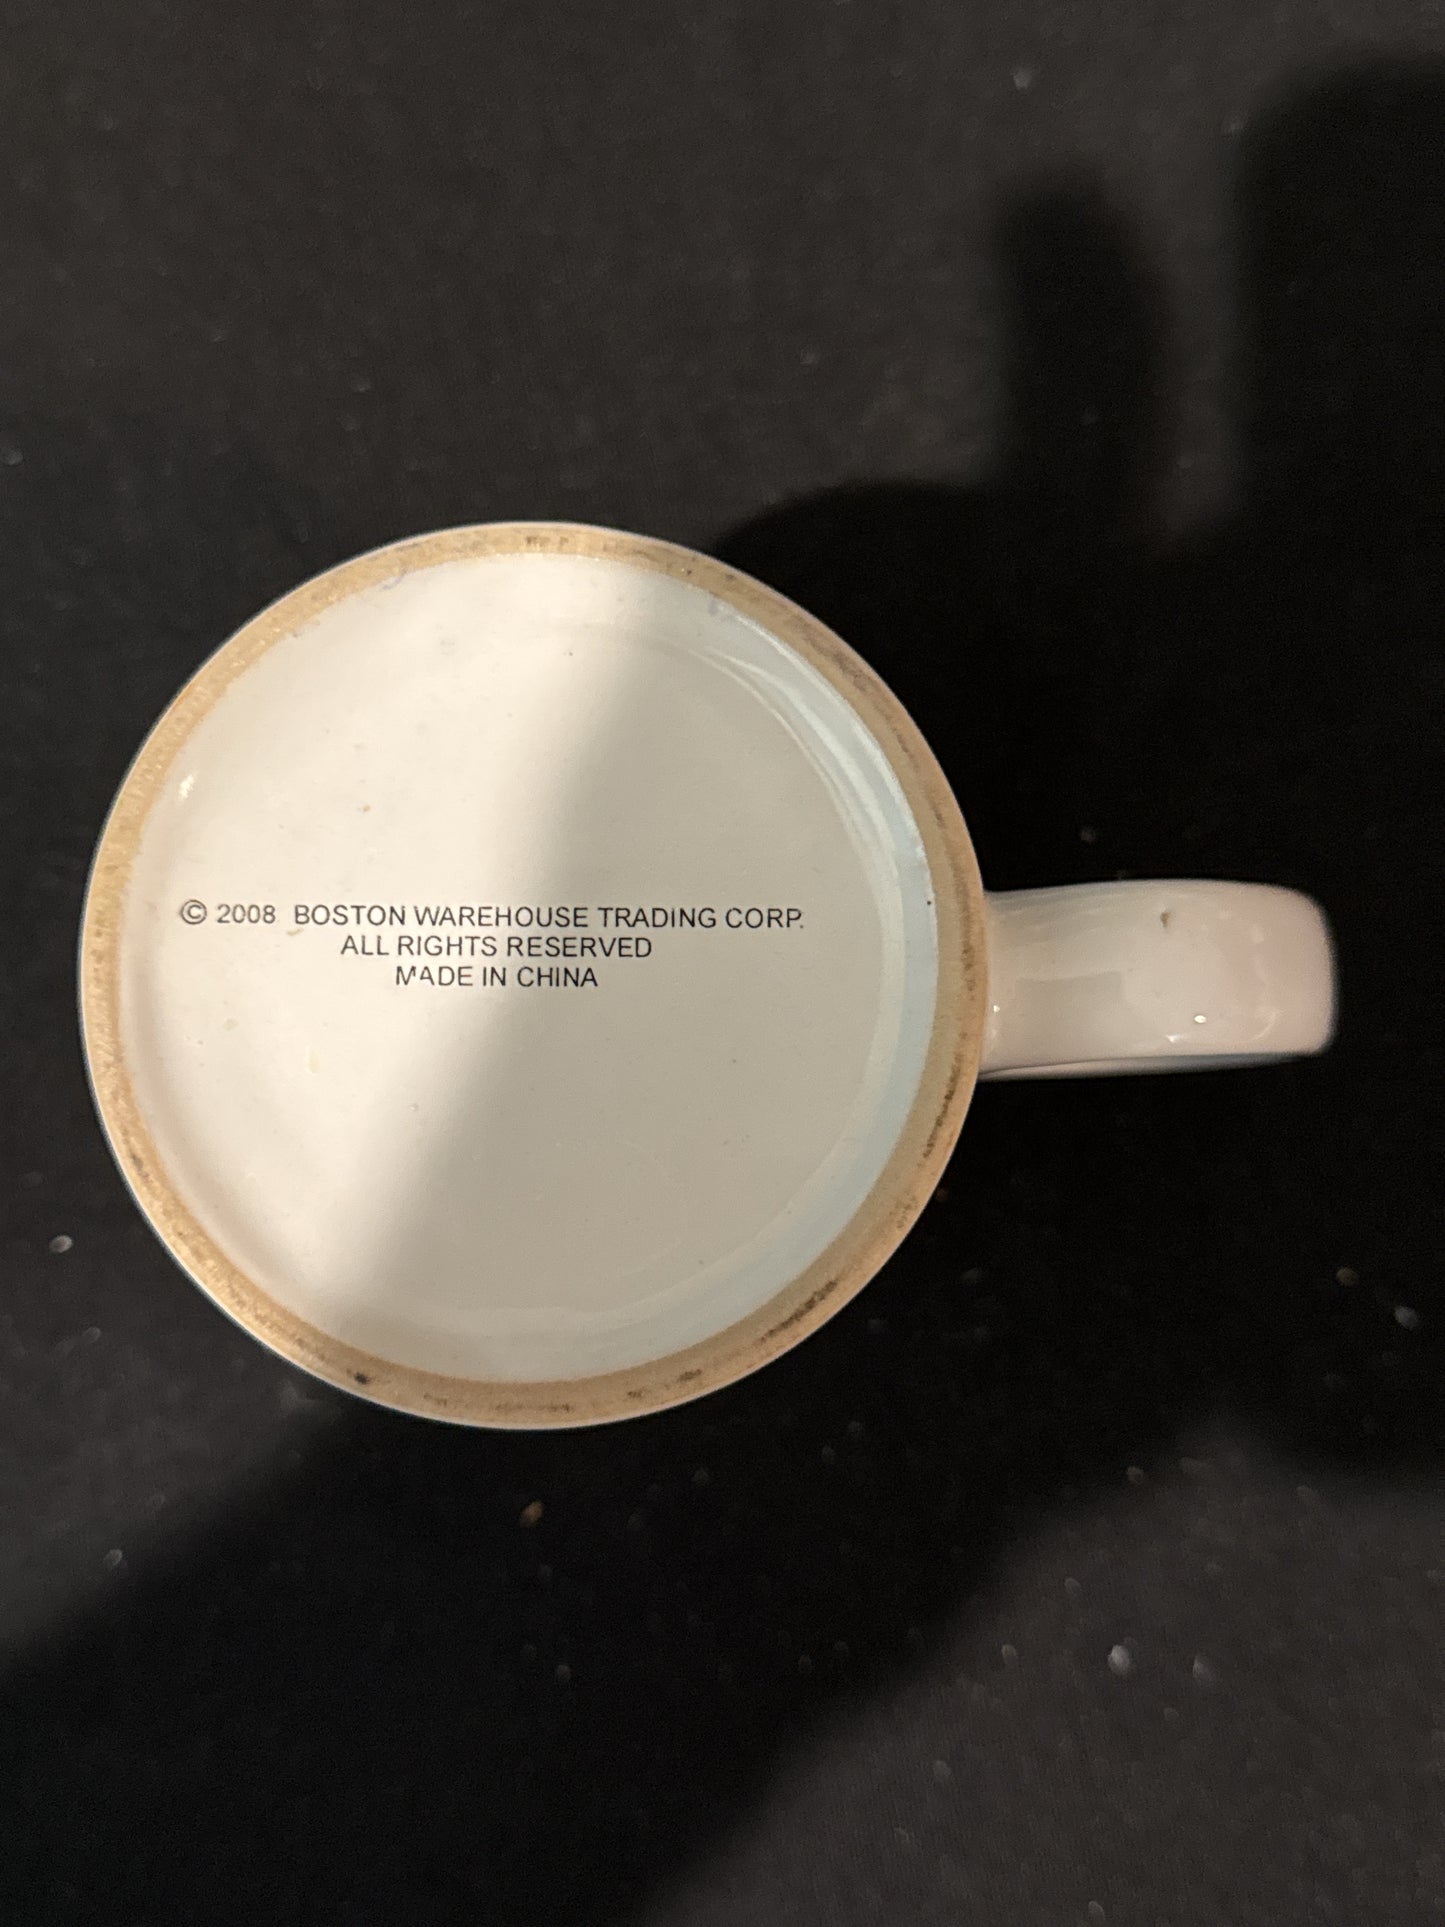 © 2008 BOSTON WAREHOUSE TRADING CORP.
ALL RIGHTS RESERVED
MADE IN CHINA